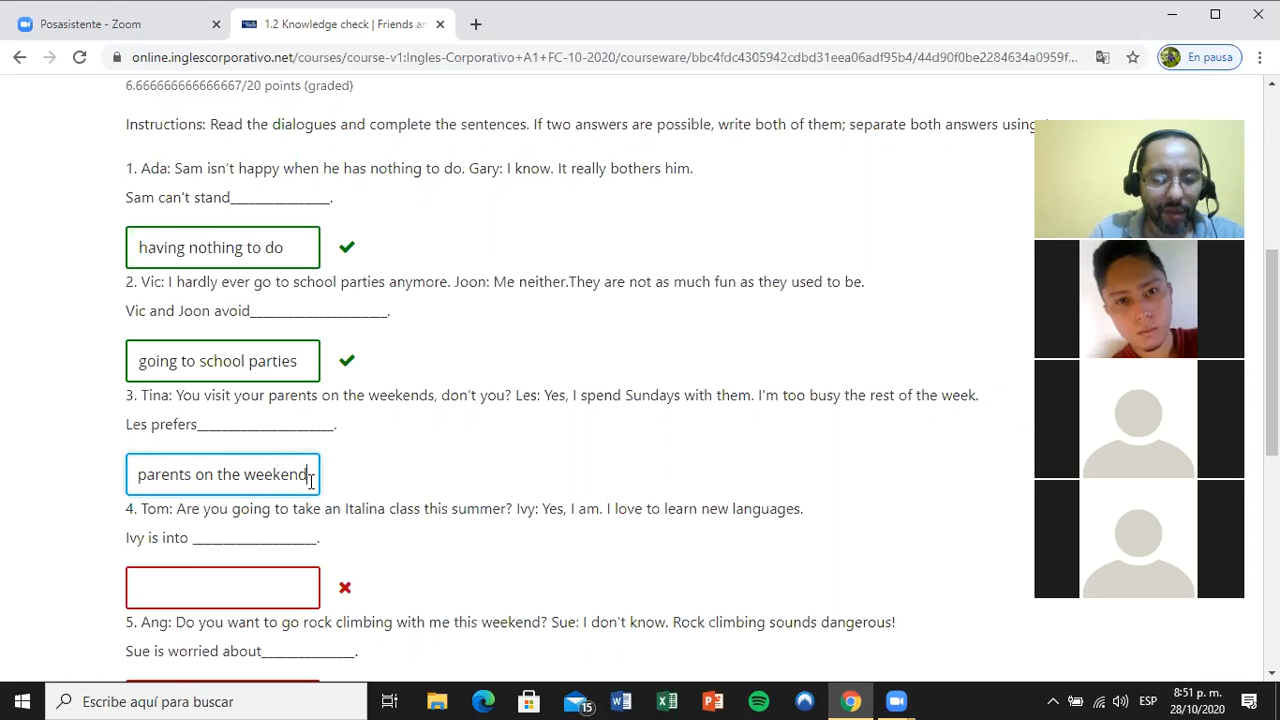 Posasistente - Zoom
1.2 Knowledge check | Friends an
online.inglescorporativo.net/courses/course-v1:Ingles-Corporativo+A1+FC-10-2020/courseware/bbc4fdc4305942cdbd31eea06adf95b4/44d90f0be2284634a0959f...
En pausa
6.666666666666667/20 points (graded)
Instructions: Read the dialogues and complete the sentences. If two answers are possible, write both of them; separate both answers using
1. Ada: Sam isn't happy when he has nothing to do. Gary: I know. It really bothers him.
Sam can't stand________________.
having nothing to do
2. Vic: I hardly ever go to school parties anymore. Joon: Me neither.They are not as much fun as they used to be.
Vic and Joon avoid______________________.
going to school parties
3. Tina: You visit your parents on the weekends, don't you? Les: Yes, I spend Sundays with them. I'm too busy the rest of the week.
Les prefers______________________.
parents on the weekend
4. Tom: Are you going to take an Italina class this summer? Ivy: Yes, I am. I love to learn new languages.
Ivy is into ____________________.
5. Ang: Do you want to go rock climbing with me this weekend? Sue: I don't know. Rock climbing sounds dangerous!
Sue is worried about_______________.
Escribe aquí para buscar
15
ESP
8:51 p. m.
28/10/2020